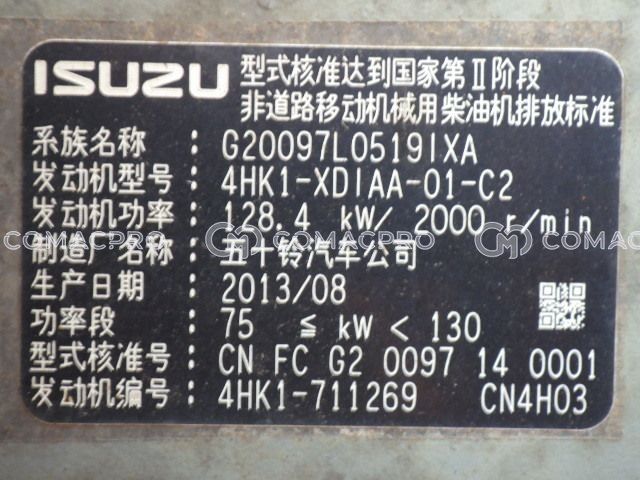 ISUZU 型式核准达到国家第Ⅱ阶段
非道路移动机械用柴油机排放标准
系族名称 : G20097L0519IXA
发动机型号: 4HK1-XDIAA-01-C2
发动机功率: 128.4 kW/ 2000 r/min
COMACPRO CM COMACPRO CM COMACPRO
制造厂名称: 五十铃汽车公司
生产日期 : 2013/08
功率段 : 75 ≦ kW < 130
型式核准号: CN FC G2 0097 14 0001
发动机编号: 4HK1-711269 CN4H03